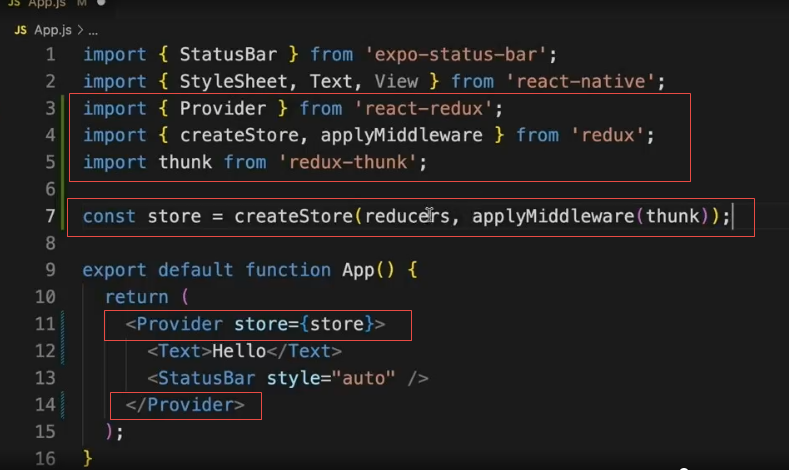 JS App.js M
JS App.js > ...
1 import { StatusBar } from 'expo-status-bar';
2 import { StyleSheet, Text, View } from 'react-native';
3 import { Provider } from 'react-redux';
4 import { createStore, applyMiddleware } from 'redux';
5 import thunk from 'redux-thunk';
6
7 const store = createStore(reducers, applyMiddleware(thunk));
8
9 export default function App() {
10 return (
11 <Provider store={store}>
12 <Text>Hello</Text>
13 <StatusBar style="auto" />
14 </Provider>
15 );
16 }